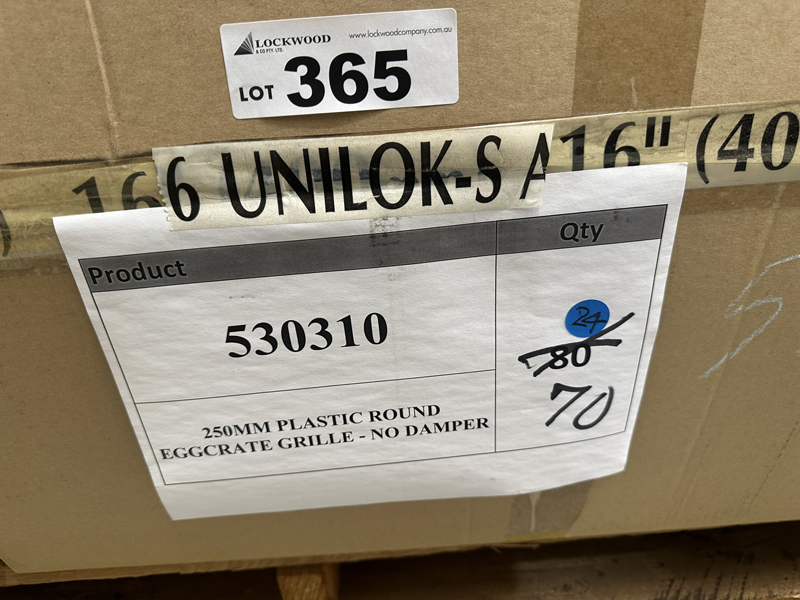 LOCKWOOD
& CO PTY. LTD.
www.lockwoodcompany.com.au
LOT 365
166 UNILOK-S A16" (40
Product
Qty
530310
24
80
70
250MM PLASTIC ROUND
EGGCRATE GRILLE - NO DAMPER